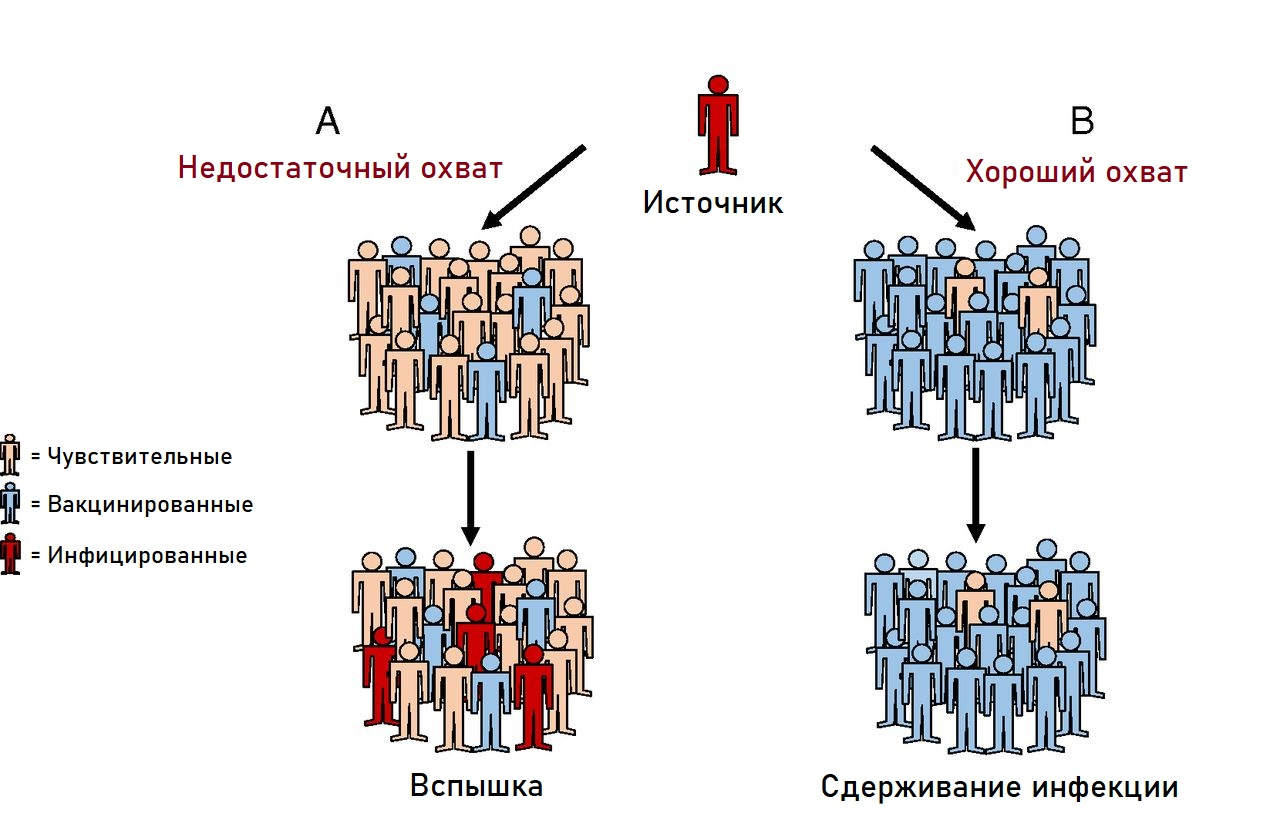 A
B
Недостаточный охват
Хороший охват
Источник
= Чувствительные
= Вакцинированные
= Инфицированные
Вспышка
Сдерживание инфекции